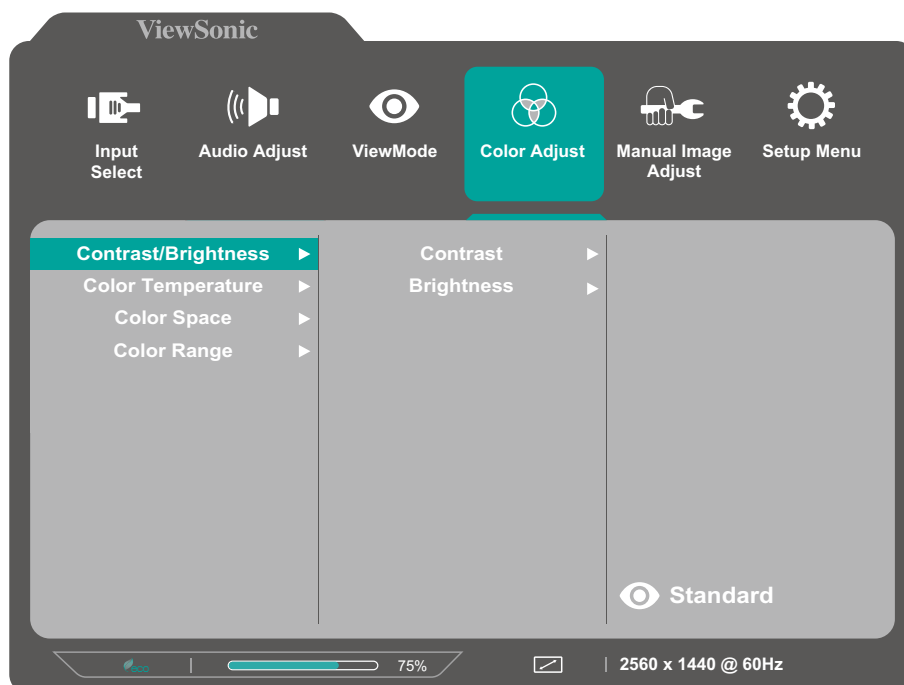 ViewSonic
Input
Select
Audio Adjust
ViewMode
Color Adjust
Manual Image
Adjust
Setup Menu
Contrast/Brightness
Color Temperature
Color Space
Color Range
Contrast
Brightness
Standard
eco
75%
2560 x 1440 @ 60Hz